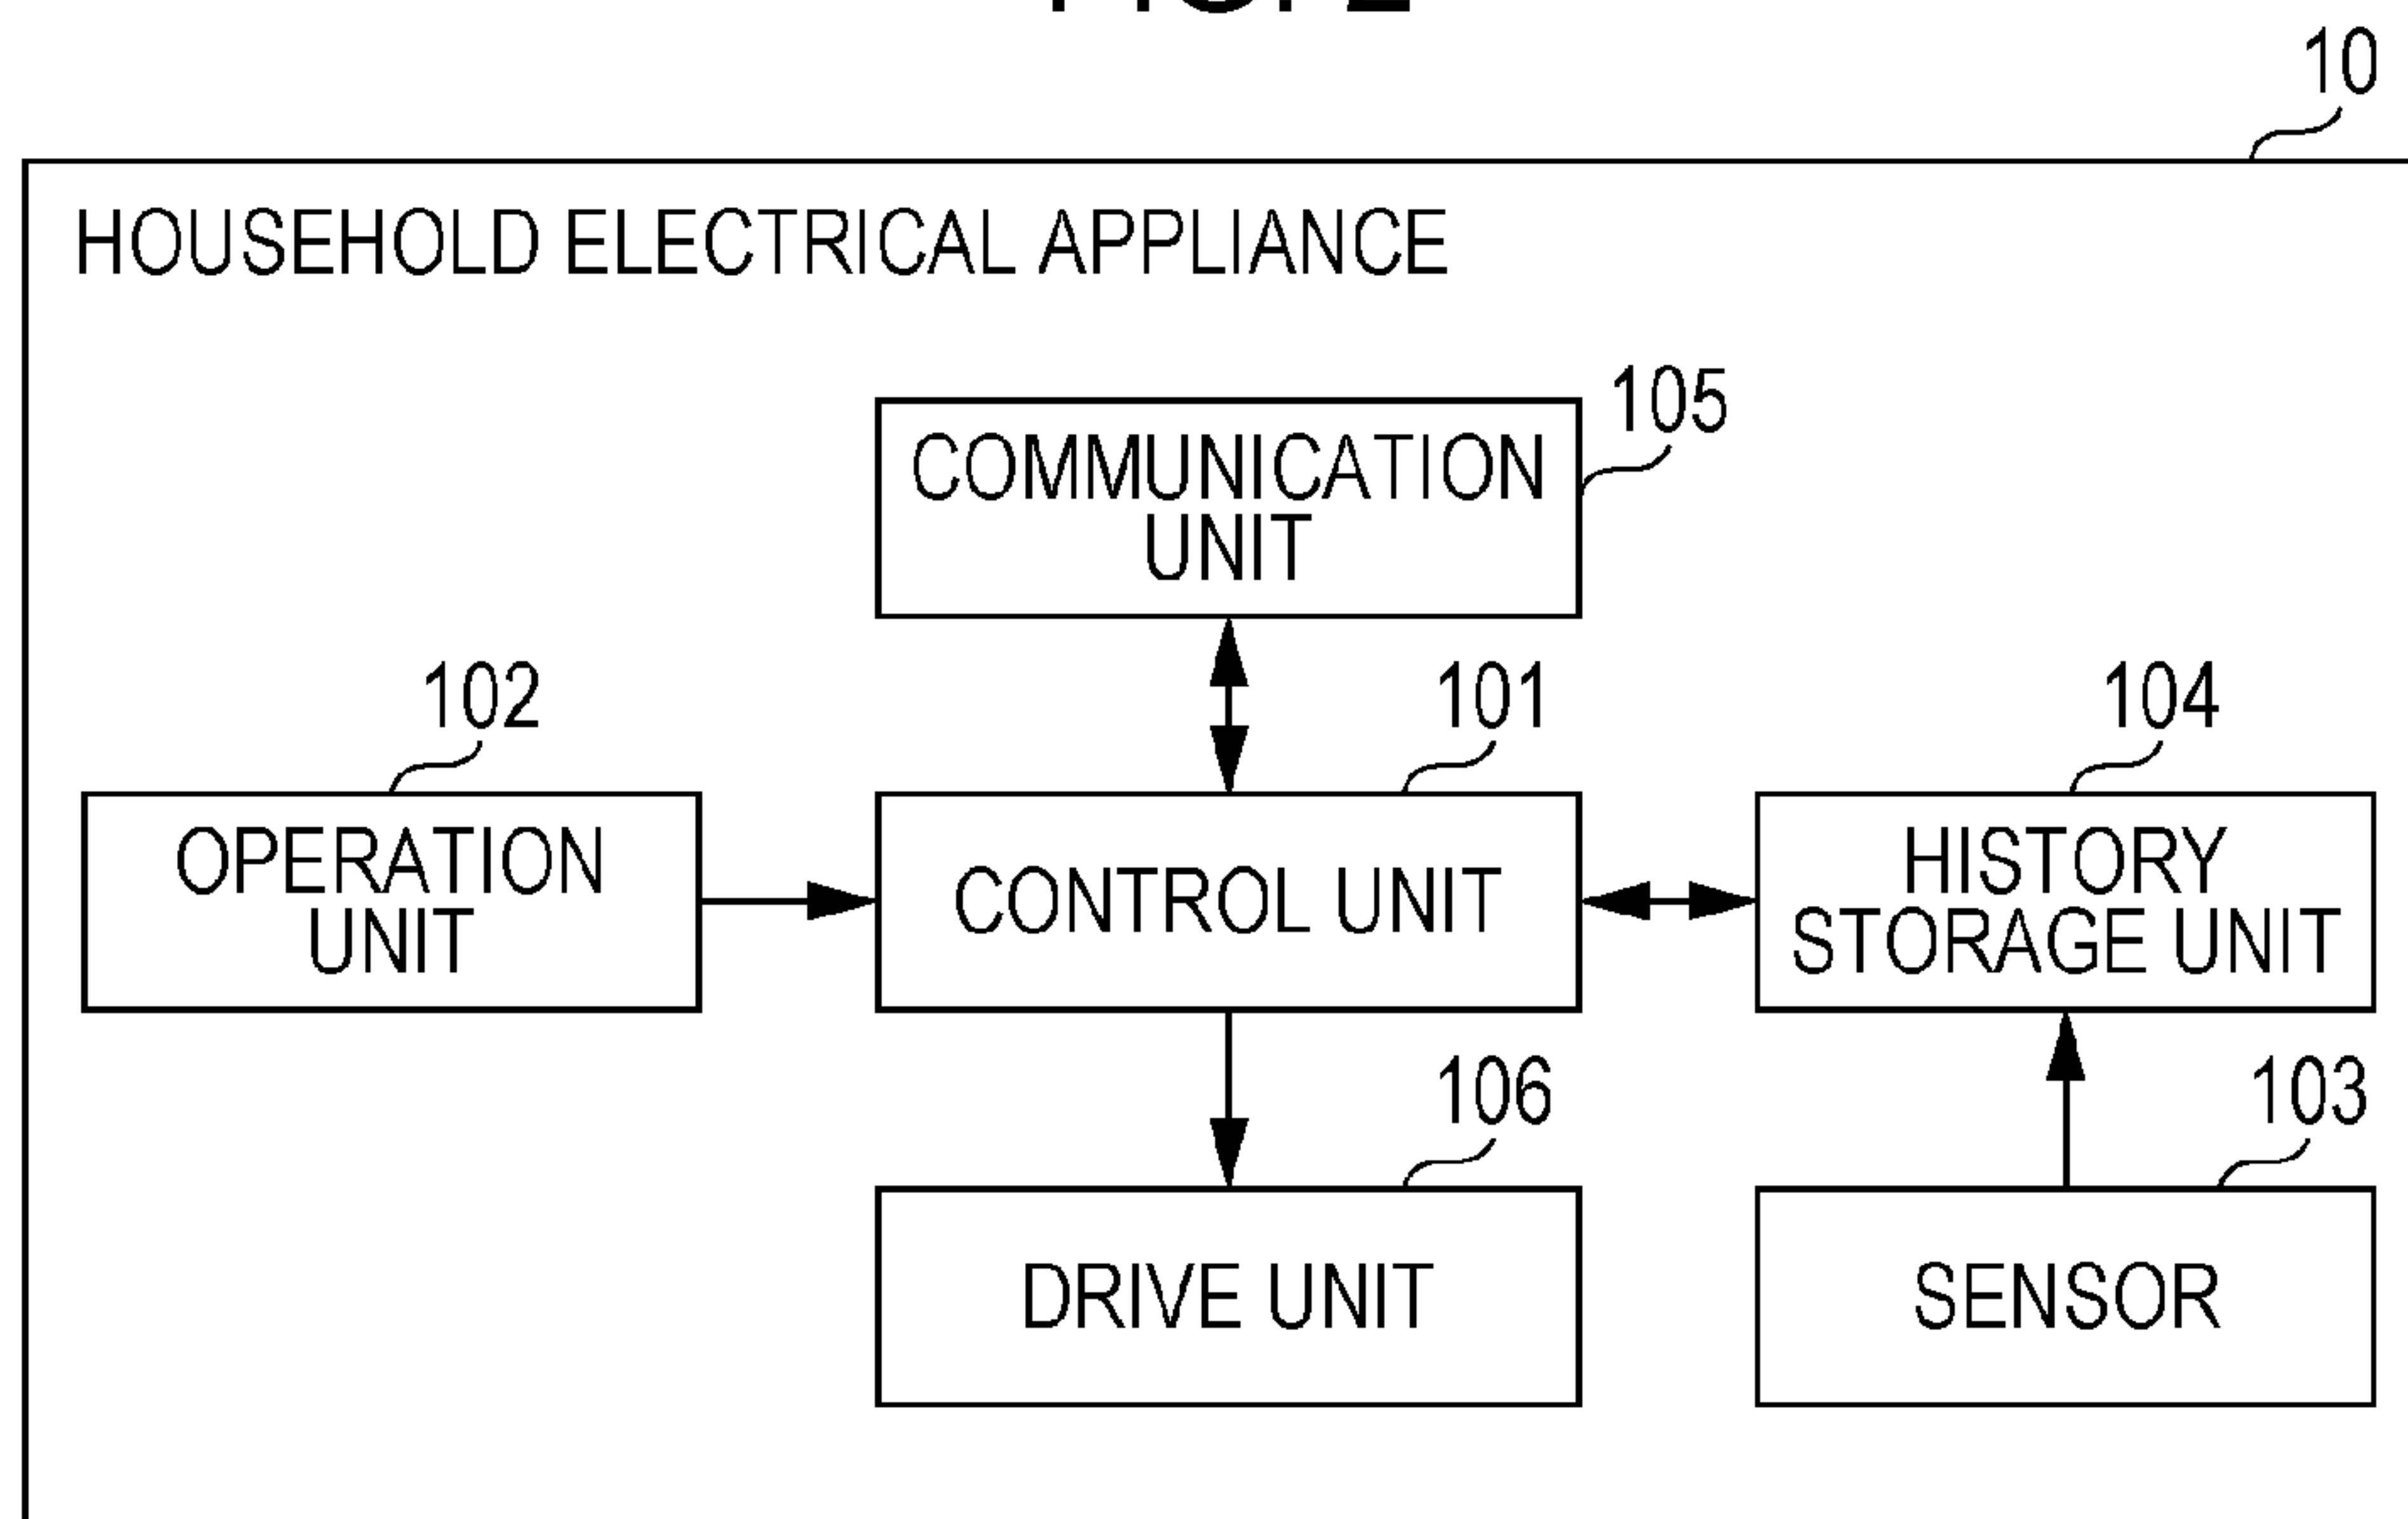 10
HOUSEHOLD ELECTRICAL APPLIANCE
105
COMMUNICATION
UNIT
102
101
104
OPERATION
UNIT
CONTROL UNIT
HISTORY
STORAGE UNIT
106
103
DRIVE UNIT
SENSOR